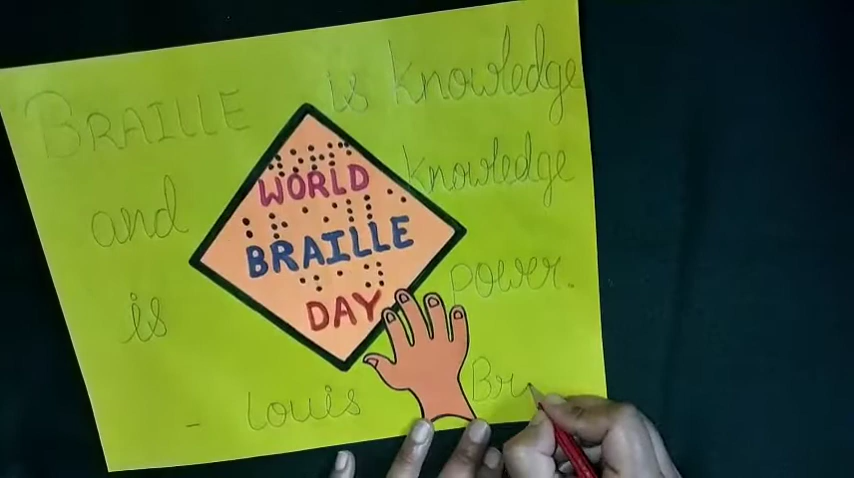 BRAILLE is knowledge
and knowledge
is power.
- Louis Br
WORLD
BRAILLE
DAY